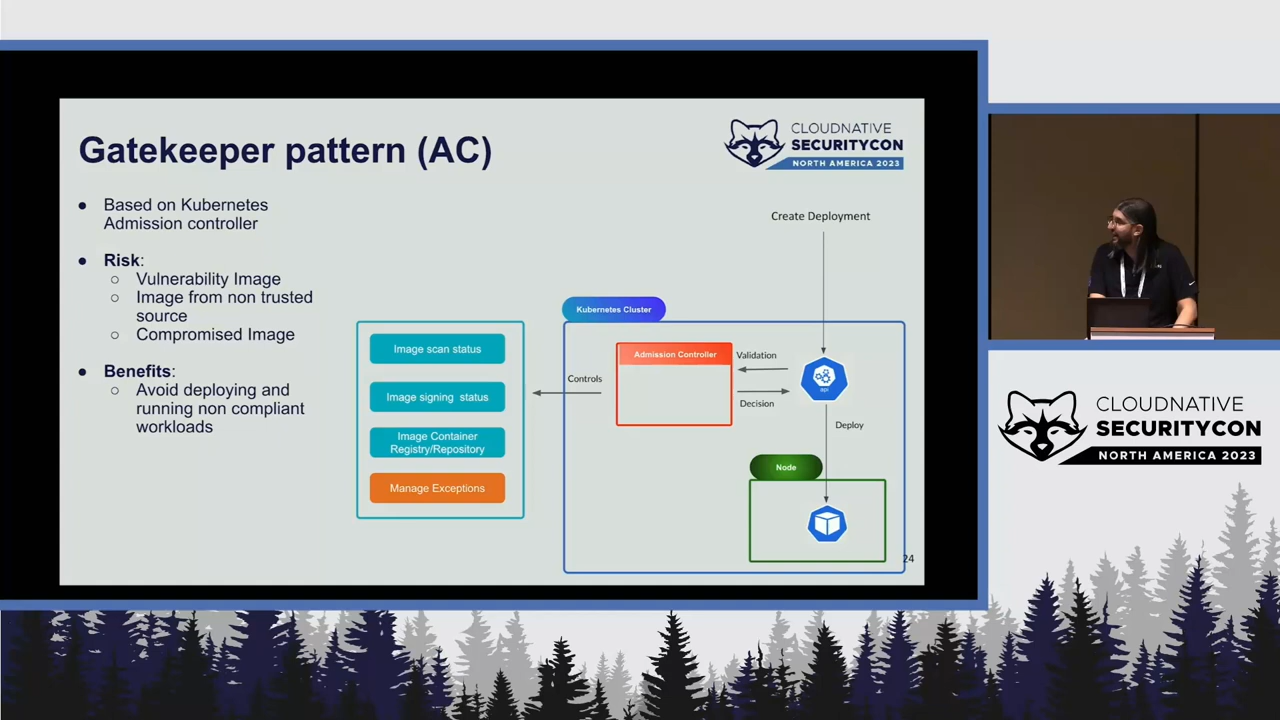 Gatekeeper pattern (AC)
CLOUDNATIVE
SECURITYCON
NORTH AMERICA 2023
● Based on Kubernetes
Admission controller
● Risk:
○ Vulnerability Image
○ Image from non trusted
source
○ Compromised Image
● Benefits:
○ Avoid deploying and
running non compliant
workloads
Create Deployment
Kubernetes Cluster
Image scan status
Image signing status
Image Container
Registry/Repository
Manage Exceptions
Controls
Admission Controller
Validation
Decision
api
Deploy
Node
24
CLOUDNATIVE
SECURITYCON
NORTH AMERICA 2023